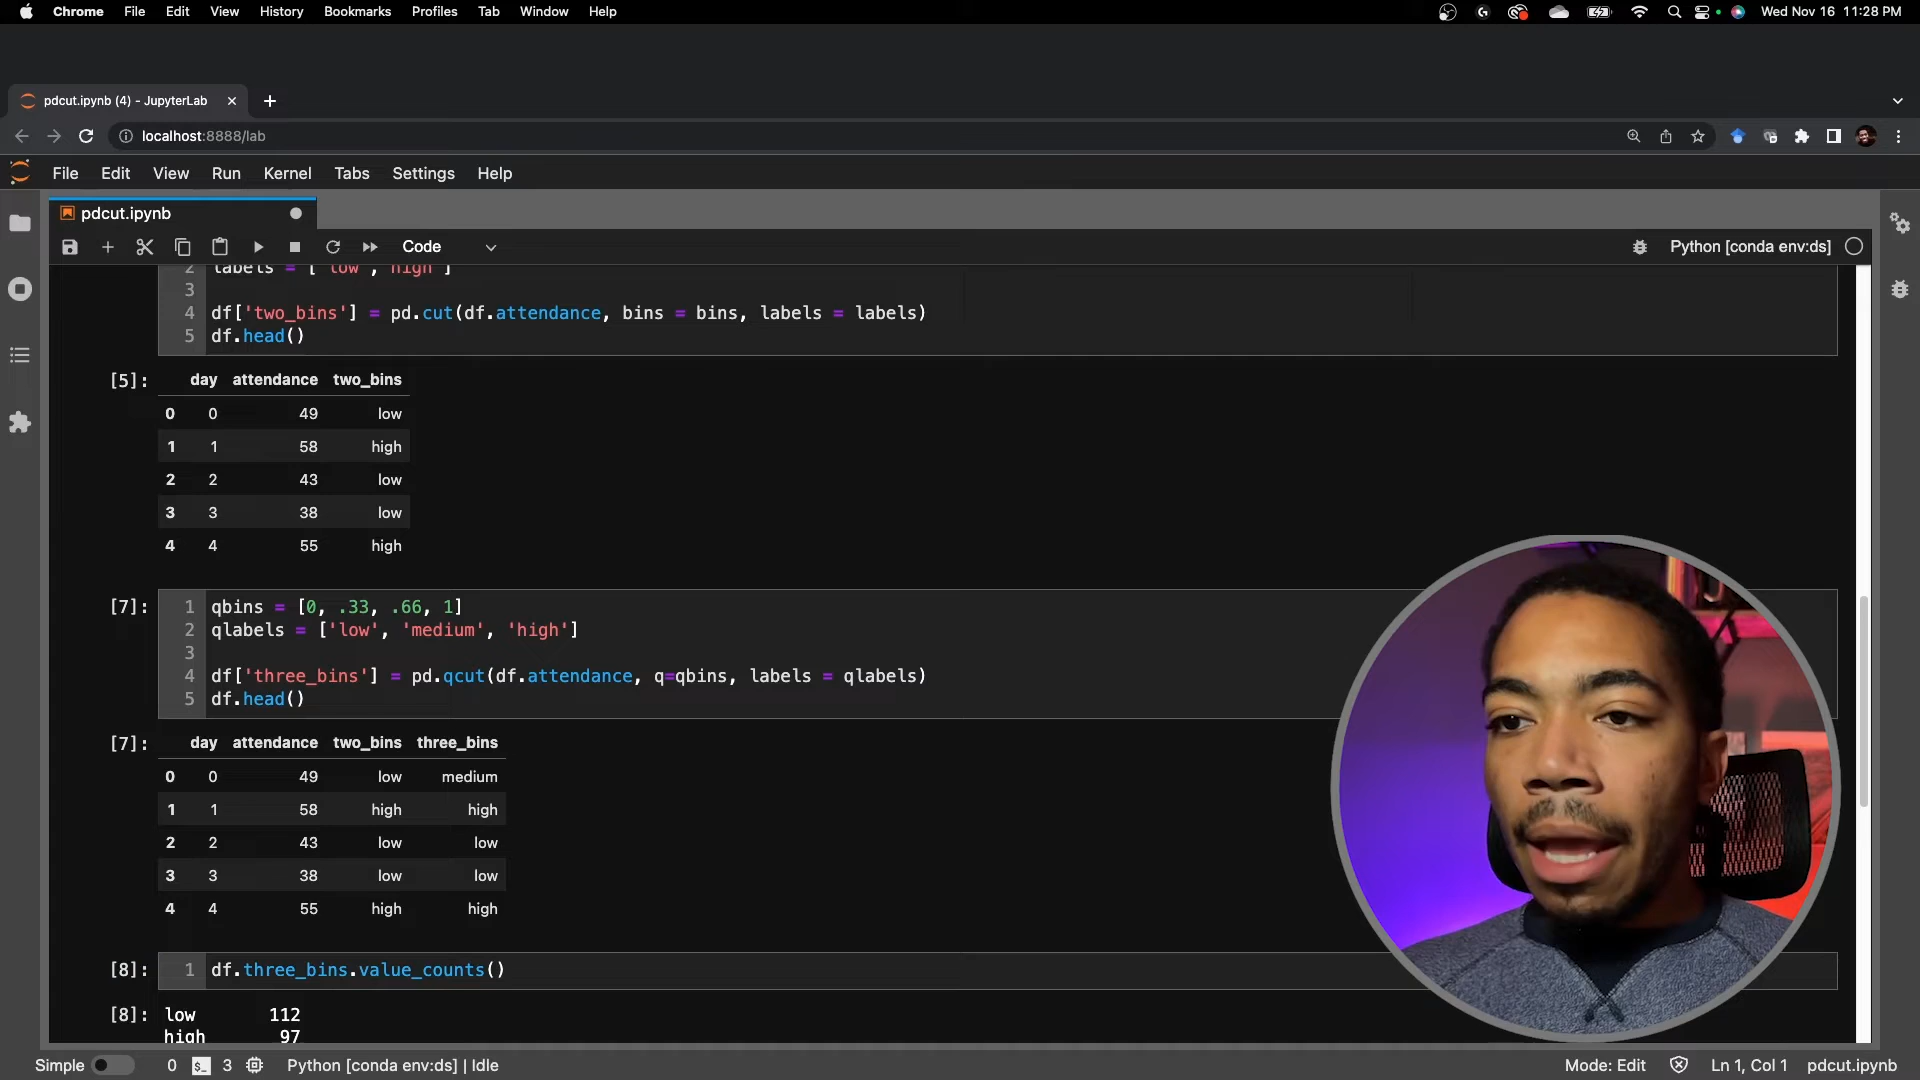 Chrome File Edit View History Bookmarks Profiles Tab Window Help Wed Nov 16 11:28 PM
pdcut.ipynb (4) - JupyterLab
localhost:8888/lab
File Edit View Run Kernel Tabs Settings Help
pdcut.ipynb
Code Python [conda env:ds]
2 labels = ['low', 'high']
3
4 df['two_bins'] = pd.cut(df.attendance, bins = bins, labels = labels)
5 df.head()
[5]: day attendance two_bins
0 0 49 low
1 1 58 high
2 2 43 low
3 3 38 low
4 4 55 high
[7]: 1 qbins = [0, .33, .66, 1]
2 qlabels = ['low', 'medium', 'high']
3
4 df['three_bins'] = pd.qcut(df.attendance, q=qbins, labels = qlabels)
5 df.head()
[7]: day attendance two_bins three_bins
0 0 49 low medium
1 1 58 high high
2 2 43 low low
3 3 38 low low
4 4 55 high high
[8]: 1 df.three_bins.value_counts()
[8]: low 112
high 97
Simple 0 $_ 3 Python [conda env:ds] | Idle Mode: Edit Ln 1, Col 1 pdcut.ipynb